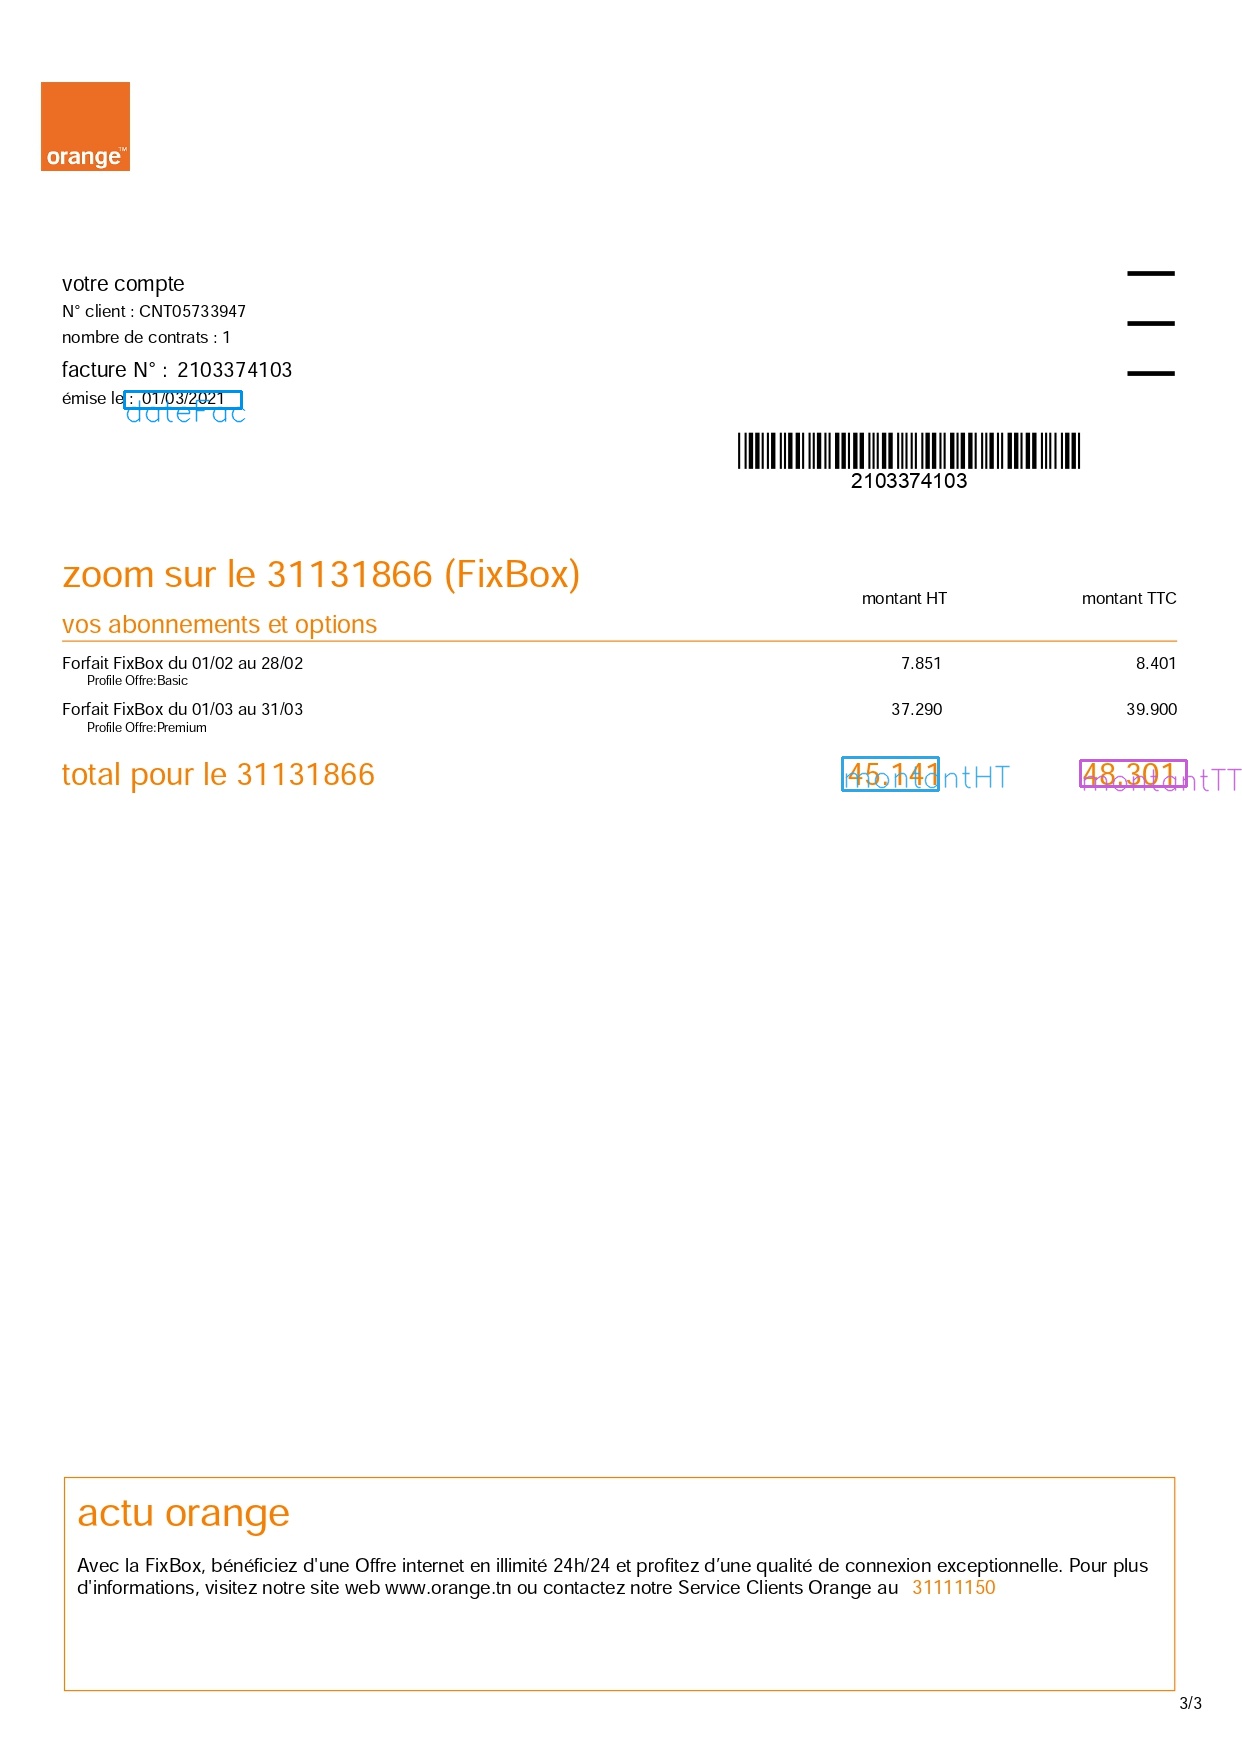 orange™
votre compte
N° client : CNT05733947
nombre de contrats : 1
facture N° : 2103374103
émise le : 01/03/2021
dateFac
2103374103
zoom sur le 31131866 (FixBox)
montant HT montant TTC
vos abonnements et options
Forfait FixBox du 01/02 au 28/02 7.851 8.401
Profile Offre:Basic
Forfait FixBox du 01/03 au 31/03 37.290 39.900
Profile Offre:Premium
total pour le 31131866 45.141 48.301
montantHT montantTT
actu orange
Avec la FixBox, bénéficiez d'une Offre internet en illimité 24h/24 et profitez d’une qualité de connexion exceptionnelle. Pour plus
d'informations, visitez notre site web www.orange.tn ou contactez notre Service Clients Orange au 31111150
3/3